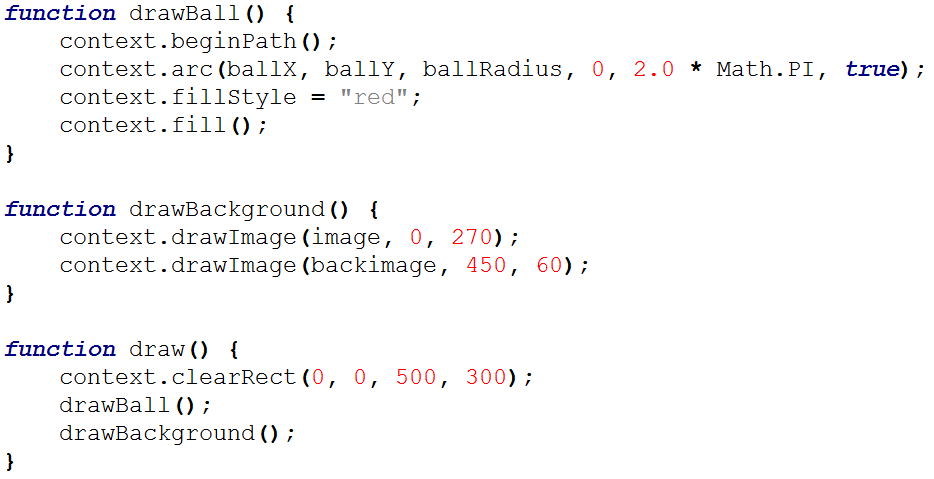 function drawBall() {
    context.beginPath();
    context.arc(ballX, ballY, ballRadius, 0, 2.0 * Math.PI, true);
    context.fillStyle = "red";
    context.fill();
}

function drawBackground() {
    context.drawImage(image, 0, 270);
    context.drawImage(backimage, 450, 60);
}

function draw() {
    context.clearRect(0, 0, 500, 300);
    drawBall();
    drawBackground();
}